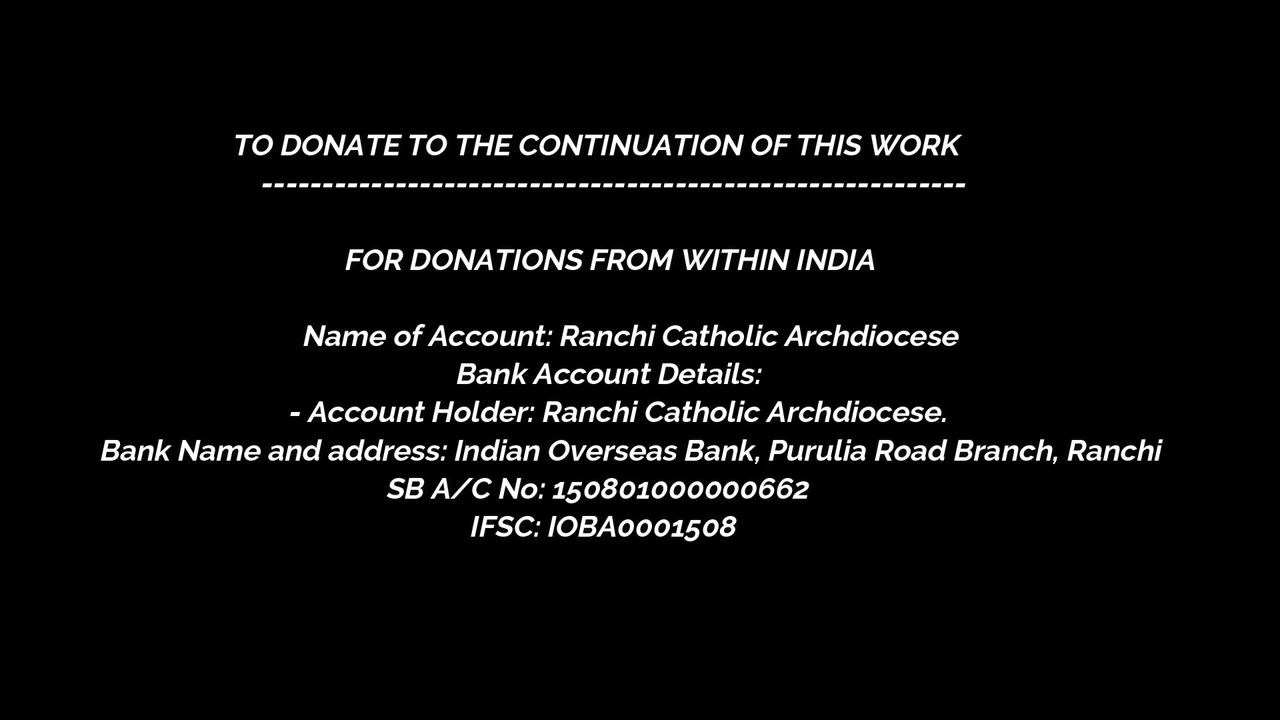 TO DONATE TO THE CONTINUATION OF THIS WORK
----------------------------------------------------------
FOR DONATIONS FROM WITHIN INDIA
Name of Account: Ranchi Catholic Archdiocese
Bank Account Details:
- Account Holder: Ranchi Catholic Archdiocese.
Bank Name and address: Indian Overseas Bank, Purulia Road Branch, Ranchi
SB A/C No: 150801000000662
IFSC: IOBA0001508